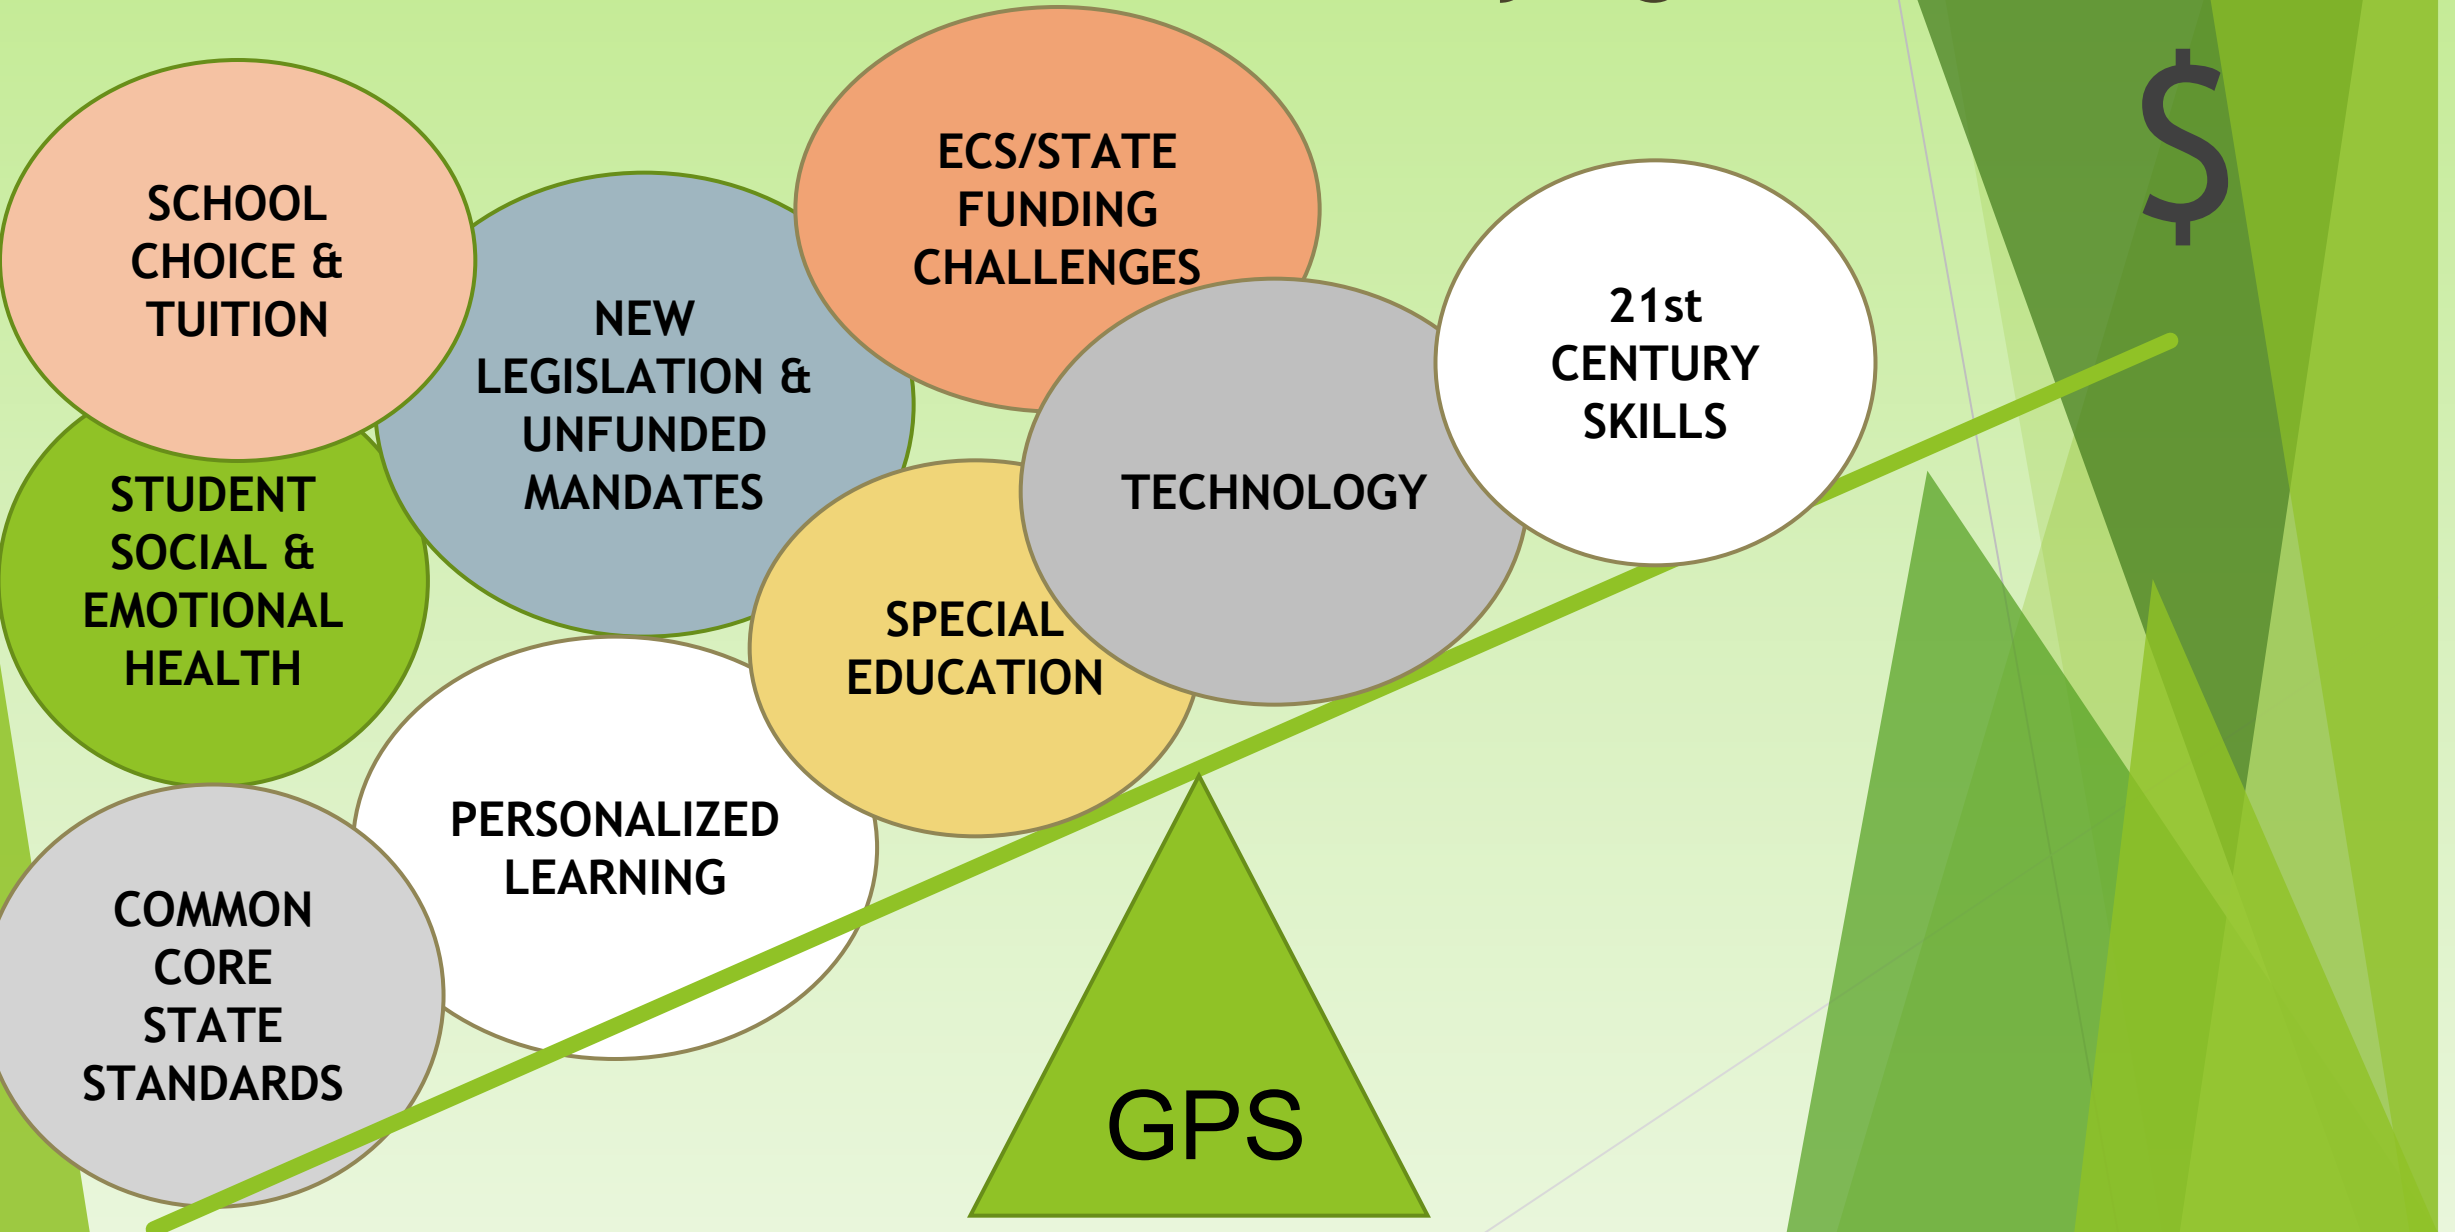 $
SCHOOL
CHOICE &
TUITION
NEW
LEGISLATION &
UNFUNDED
MANDATES
ECS/STATE
FUNDING
CHALLENGES
21st
CENTURY
SKILLS
STUDENT
SOCIAL &
EMOTIONAL
HEALTH
TECHNOLOGY
SPECIAL
EDUCATION
PERSONALIZED
LEARNING
COMMON
CORE
STATE
STANDARDS
GPS